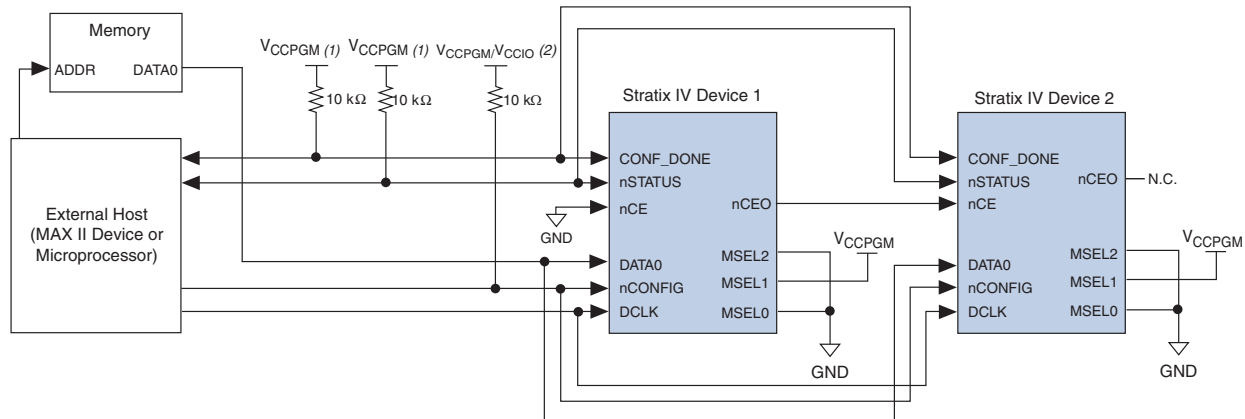 Memory
ADDR
DATA0
VCCPGM (1)
VCCPGM (1)
VCCPGM/VCCIO (2)
10 kΩ
10 kΩ
10 kΩ
External Host
(MAX II Device or
Microprocessor)
GND
Stratix IV Device 1
CONF_DONE
nSTATUS
nCE
DATA0
nCONFIG
DCLK
nCEO
MSEL2
MSEL1
MSEL0
VCCPGM
GND
Stratix IV Device 2
CONF_DONE
nSTATUS
nCE
DATA0
nCONFIG
DCLK
nCEO
N.C.
MSEL2
MSEL1
MSEL0
VCCPGM
GND